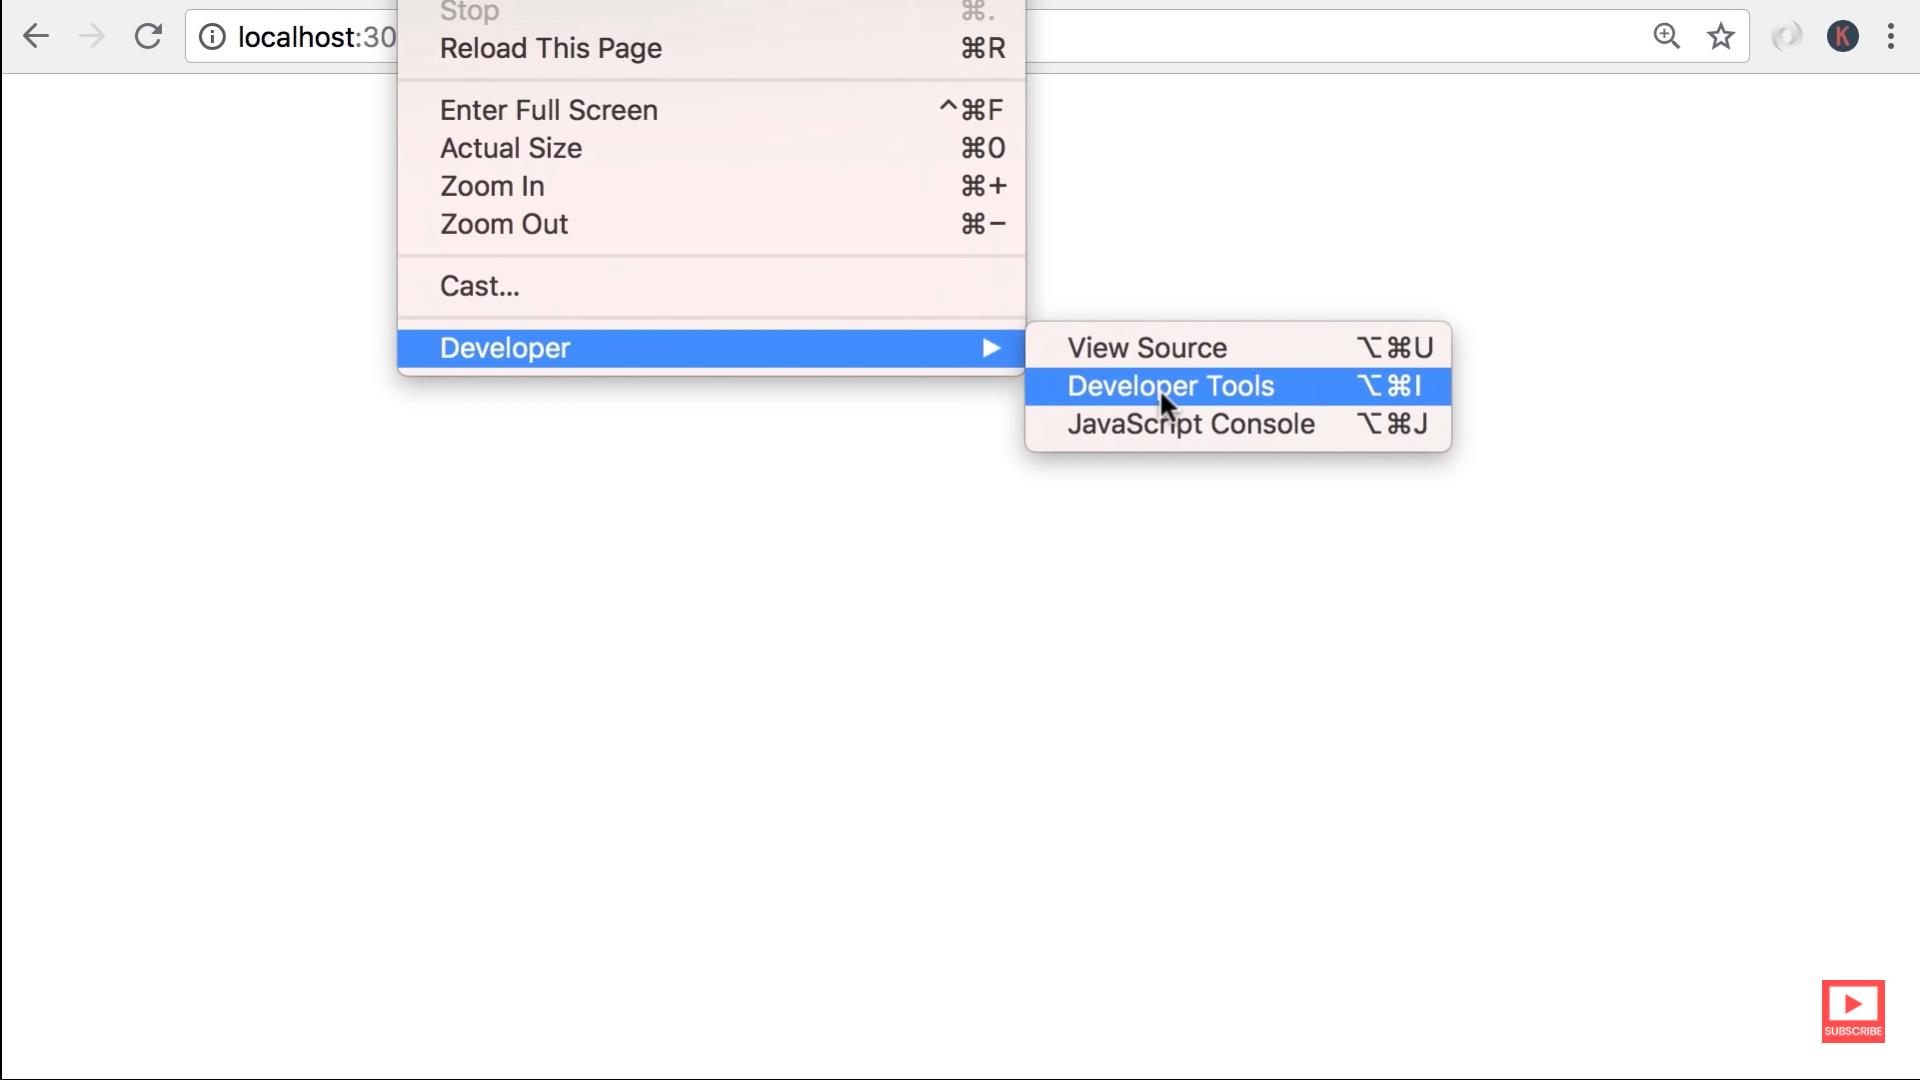 Stop ⌘.
localhost:30
Reload This Page ⌘R
K
Enter Full Screen ^⌘F
Actual Size ⌘0
Zoom In ⌘+
Zoom Out ⌘−
Cast...
Developer ▶
View Source ⌥⌘U
Developer Tools ⌥⌘I
JavaScript Console ⌥⌘J
SUBSCRIBE